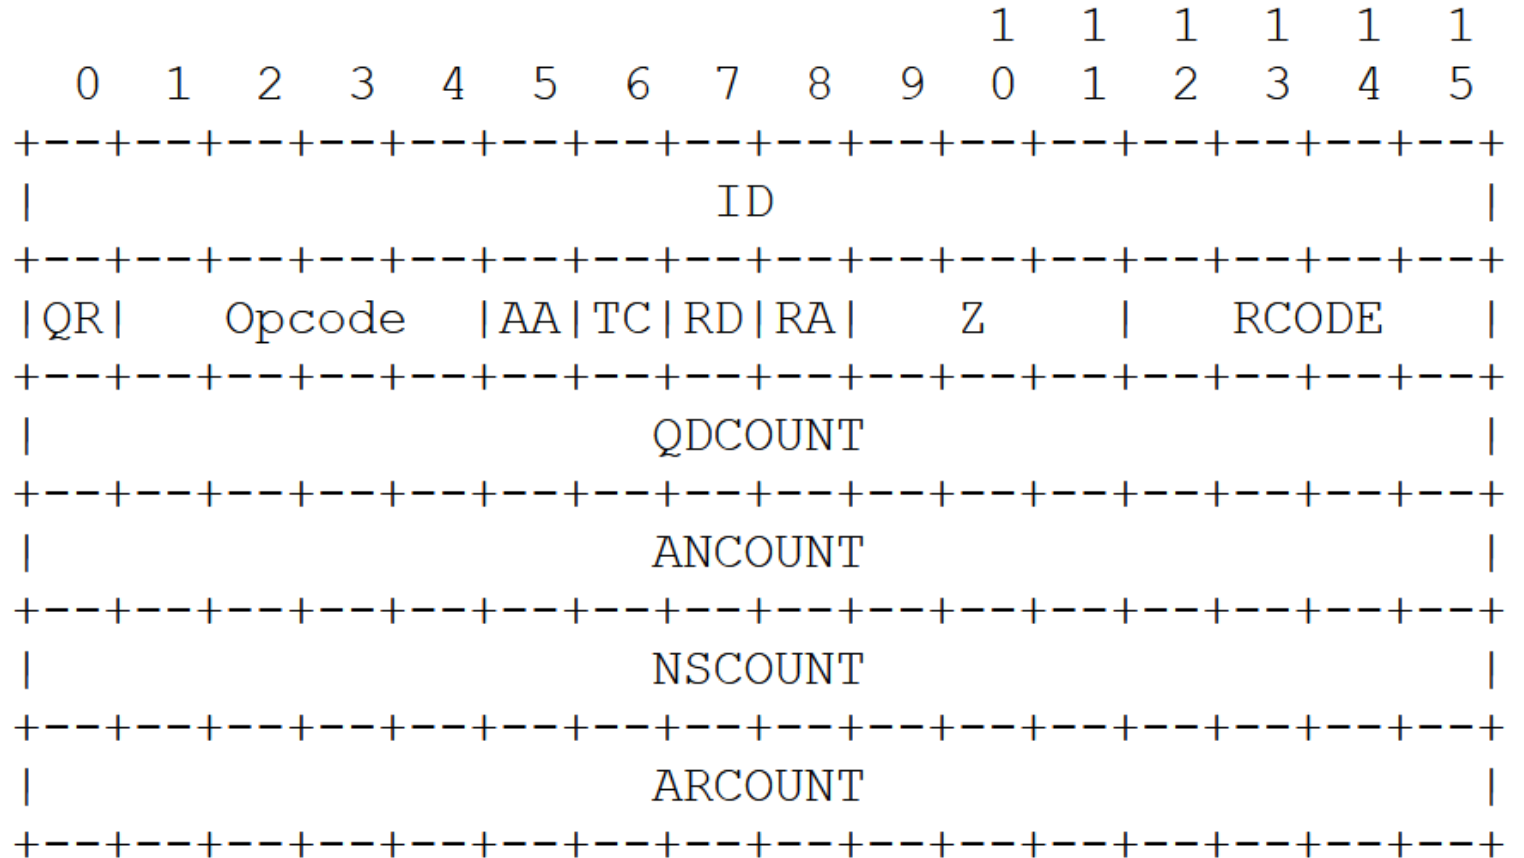 1  1  1  1  1  1
  0  1  2  3  4  5  6  7  8  9  0  1  2  3  4  5
+--+--+--+--+--+--+--+--+--+--+--+--+--+--+--+--+
|                      ID                       |
+--+--+--+--+--+--+--+--+--+--+--+--+--+--+--+--+
|QR|   Opcode  |AA|TC|RD|RA|   Z    |   RCODE   |
+--+--+--+--+--+--+--+--+--+--+--+--+--+--+--+--+
|                    QDCOUNT                    |
+--+--+--+--+--+--+--+--+--+--+--+--+--+--+--+--+
|                    ANCOUNT                    |
+--+--+--+--+--+--+--+--+--+--+--+--+--+--+--+--+
|                    NSCOUNT                    |
+--+--+--+--+--+--+--+--+--+--+--+--+--+--+--+--+
|                    ARCOUNT                    |
+--+--+--+--+--+--+--+--+--+--+--+--+--+--+--+--+